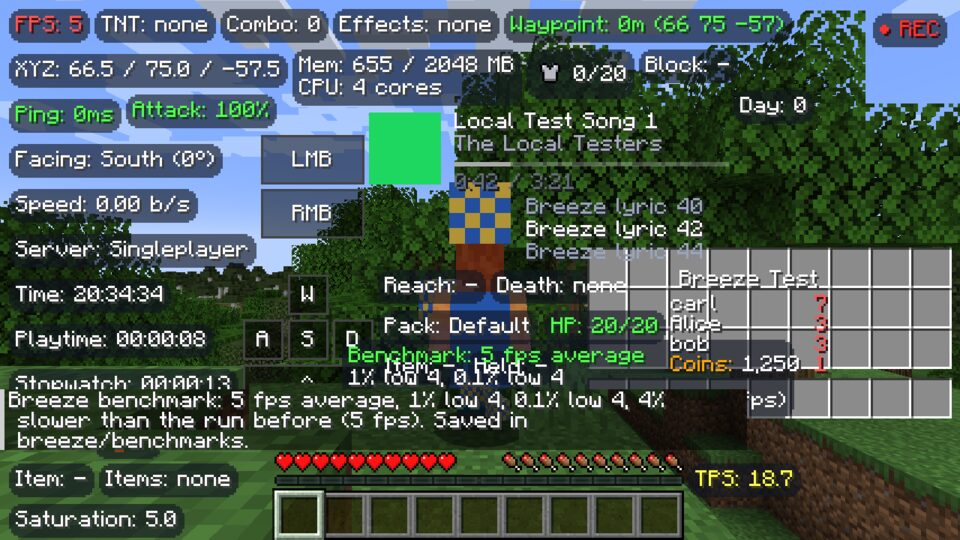 FPS: 5 TNT: none Combo: 0 Effects: none Waypoint: 0m (66 75 -57) REC
XYZ: 66.5 / 75.0 / -57.5
Mem: 655 / 2048 MB
CPU: 4 cores
0/20
Block: -
Day: 0
Ping: 0ms
Attack: 100%
Local Test Song 1
The Local Testers
0:42 / 3:21
Facing: South (0°)
LMB
RMB
Speed: 0.00 b/s
Breeze lyric 40
Breeze lyric 42
Breeze lyric 44
Server: Singleplayer
Time: 20:34:34
W
A
S
D
Reach: - Death: none
Breeze Test
carl 7
Alice 3
bob 3
Coins: 1,250 1
Playtime: 00:00:08
Pack: Default HP: 20/20
Benchmark: 5 fps average
Item: - Held: -
1% low 4, 0.1% low 4
Stopwatch: 00:00:13
Breeze benchmark: 5 fps average, 1% low 4, 0.1% low 4, 4%
slower than the run before (5 fps). Saved in
breeze/benchmarks.
fps)
Item: - Items: none
TPS: 18.7
Saturation: 5.0